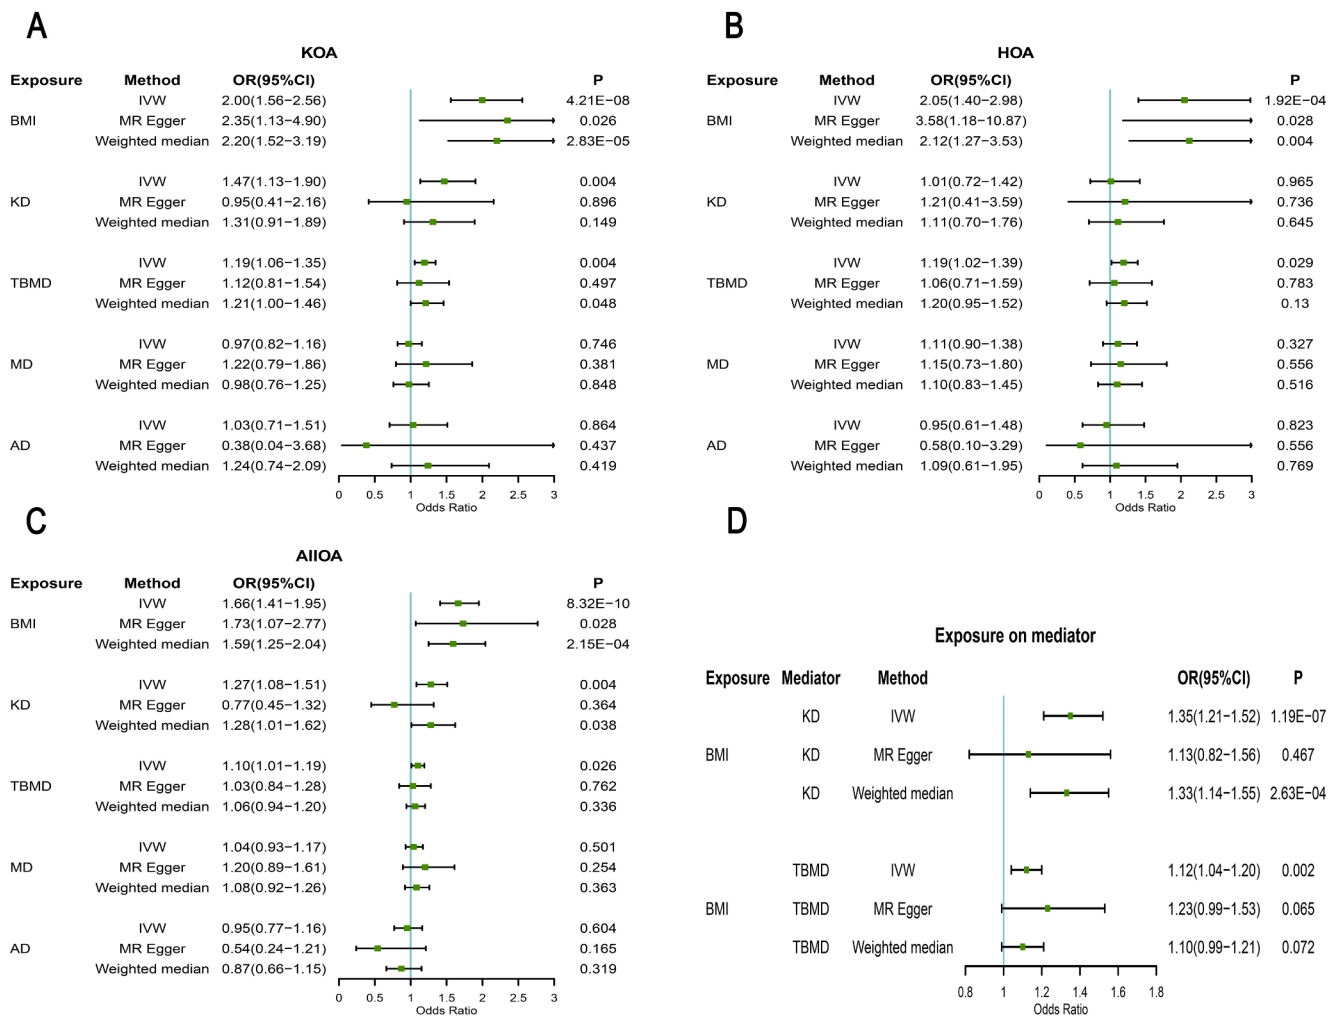 A
KOA
Exposure Method OR(95%CI) P
IVW 2.00(1.56−2.56) 4.21E−08
BMI MR Egger 2.35(1.13−4.90) 0.026
Weighted median 2.20(1.52−3.19) 2.83E−05
IVW 1.47(1.13−1.90) 0.004
KD MR Egger 0.95(0.41−2.16) 0.896
Weighted median 1.31(0.91−1.89) 0.149
IVW 1.19(1.06−1.35) 0.004
TBMD MR Egger 1.12(0.81−1.54) 0.497
Weighted median 1.21(1.00−1.46) 0.048
IVW 0.97(0.82−1.16) 0.746
MD MR Egger 1.22(0.79−1.86) 0.381
Weighted median 0.98(0.76−1.25) 0.848
IVW 1.03(0.71−1.51) 0.864
AD MR Egger 0.38(0.04−3.68) 0.437
Weighted median 1.24(0.74−2.09) 0.419
0 0.5 1 1.5 2 2.5 3
Odds Ratio
B
HOA
Exposure Method OR(95%CI) P
IVW 2.05(1.40−2.98) 1.92E−04
BMI MR Egger 3.58(1.18−10.87) 0.028
Weighted median 2.12(1.27−3.53) 0.004
IVW 1.01(0.72−1.42) 0.965
KD MR Egger 1.21(0.41−3.59) 0.736
Weighted median 1.11(0.70−1.76) 0.645
IVW 1.19(1.02−1.39) 0.029
TBMD MR Egger 1.06(0.71−1.59) 0.783
Weighted median 1.20(0.95−1.52) 0.13
IVW 1.11(0.90−1.38) 0.327
MD MR Egger 1.15(0.73−1.80) 0.556
Weighted median 1.10(0.83−1.45) 0.516
IVW 0.95(0.61−1.48) 0.823
AD MR Egger 0.58(0.10−3.29) 0.556
Weighted median 1.09(0.61−1.95) 0.769
0 0.5 1 1.5 2 2.5 3
Odds Ratio
C
AllOA
Exposure Method OR(95%CI) P
IVW 1.66(1.41−1.95) 8.32E−10
BMI MR Egger 1.73(1.07−2.77) 0.028
Weighted median 1.59(1.25−2.04) 2.15E−04
IVW 1.27(1.08−1.51) 0.004
KD MR Egger 0.77(0.45−1.32) 0.364
Weighted median 1.28(1.01−1.62) 0.038
IVW 1.10(1.01−1.19) 0.026
TBMD MR Egger 1.03(0.84−1.28) 0.762
Weighted median 1.06(0.94−1.20) 0.336
IVW 1.04(0.93−1.17) 0.501
MD MR Egger 1.20(0.89−1.61) 0.254
Weighted median 1.08(0.92−1.26) 0.363
IVW 0.95(0.77−1.16) 0.604
AD MR Egger 0.54(0.24−1.21) 0.165
Weighted median 0.87(0.66−1.15) 0.319
0 0.5 1 1.5 2 2.5 3
Odds Ratio
D
Exposure on mediator
Exposure Mediator Method OR(95%CI) P
KD IVW 1.35(1.21−1.52) 1.19E−07
BMI KD MR Egger 1.13(0.82−1.56) 0.467
KD Weighted median 1.33(1.14−1.55) 2.63E−04
TBMD IVW 1.12(1.04−1.20) 0.002
BMI TBMD MR Egger 1.23(0.99−1.53) 0.065
TBMD Weighted median 1.10(0.99−1.21) 0.072
0.8 1 1.2 1.4 1.6 1.8
Odds Ratio